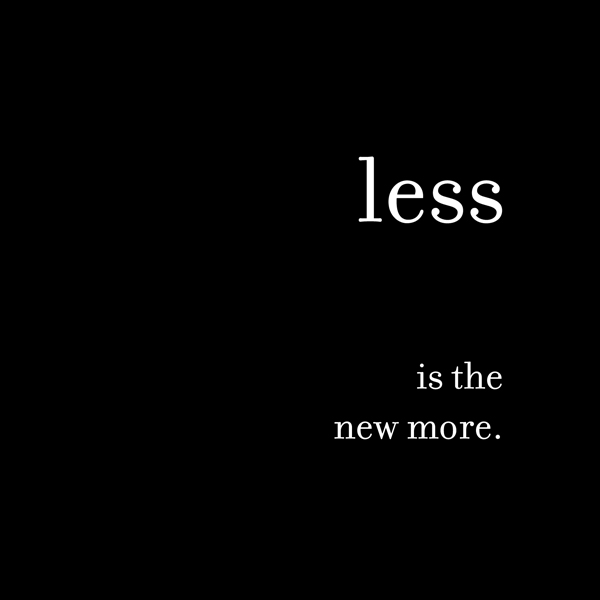 less
is the
new more.